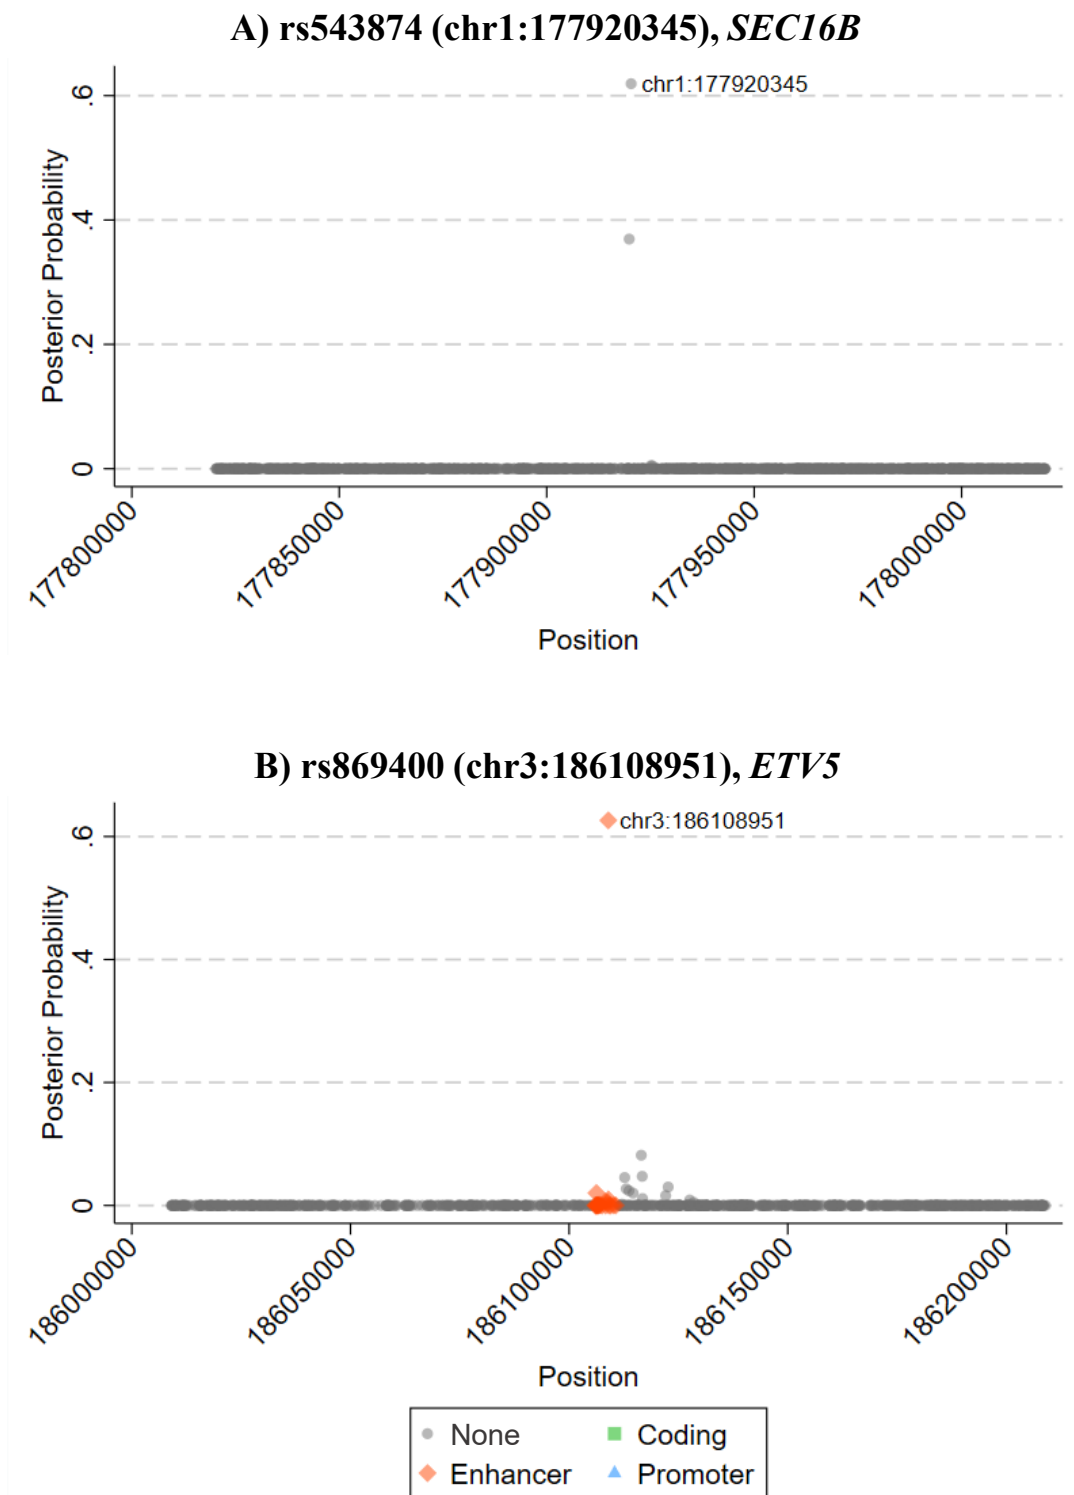 A) rs543874 (chr1:177920345), SEC16B
chr1:177920345
Posterior Probability
.6
.4
.2
0
177800000
177850000
177900000
177950000
178000000
Position
B) rs869400 (chr3:186108951), ETV5
chr3:186108951
Posterior Probability
.6
.4
.2
0
186000000
186050000
186100000
186150000
186200000
Position
None
Coding
Enhancer
Promoter